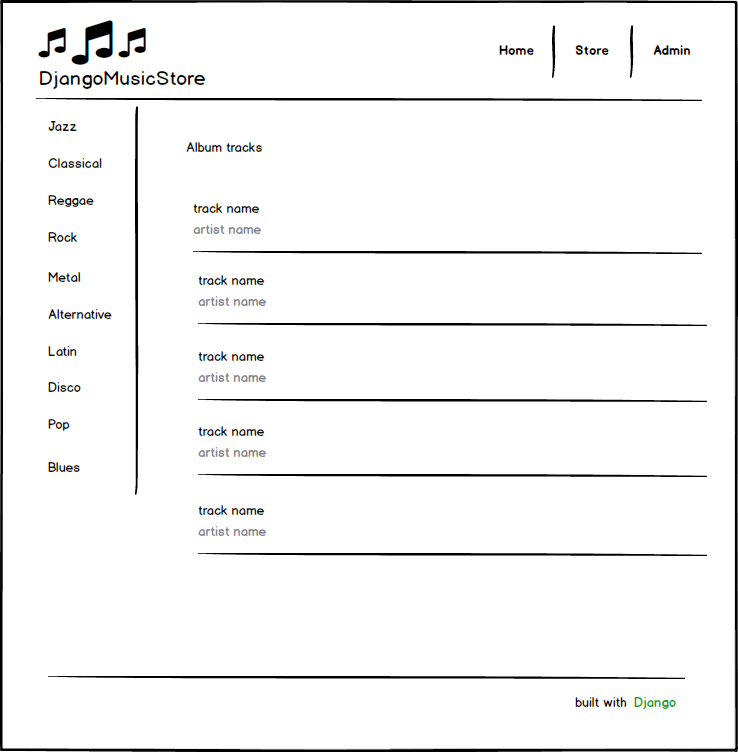 DjangoMusicStore
Home
Store
Admin
Jazz
Classical
Reggae
Rock
Metal
Alternative
Latin
Disco
Pop
Blues
Album tracks
track name
artist name
track name
artist name
track name
artist name
track name
artist name
track name
artist name
built with Django